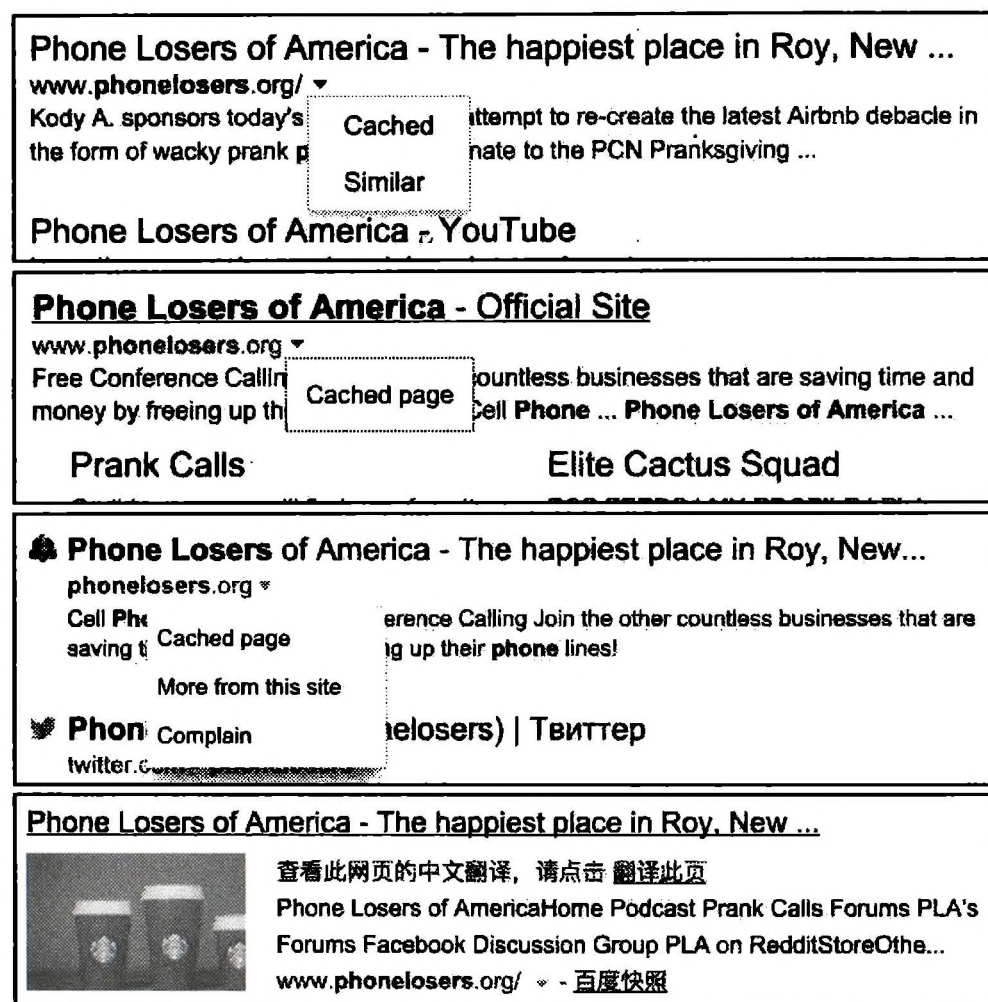 Phone Losers of America - The happiest place in Roy, New ...
www.phonelosers.org/
Kody A. sponsors today's Cached ttempt to re-create the latest Airbnb debacle in
the form of wacky prank p nate to the PCN Pranksgiving ...
Similar
Phone Losers of America - YouTube
Phone Losers of America - Official Site
www.phonelosers.org
Free Conference Callin ountless businesses that are saving time and
Cached page
money by freeing up th Cell Phone ... Phone Losers of America ...
Prank Calls Elite Cactus Squad
Phone Losers of America - The happiest place in Roy, New...
phonelosers.org
Cell Pho erence Calling Join the other countless businesses that are
saving t Cached page ng up their phone lines!
More from this site
Phon Complain nelosers) | Твиттер
twitter.c
Phone Losers of America - The happiest place in Roy, New ...
查看此网页的中文翻译，请点击 翻译此页
Phone Losers of AmericaHome Podcast Prank Calls Forums PLA's
Forums Facebook Discussion Group PLA on RedditStoreOthe...
www.phonelosers.org/ - 百度快照